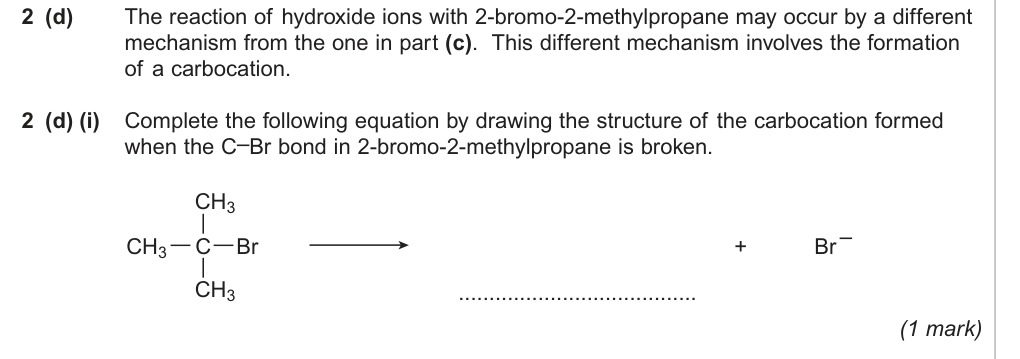 2 (d) The reaction of hydroxide ions with 2-bromo-2-methylpropane may occur by a different
mechanism from the one in part (c). This different mechanism involves the formation
of a carbocation.
2 (d) (i) Complete the following equation by drawing the structure of the carbocation formed
when the C–Br bond in 2-bromo-2-methylpropane is broken.
CH₃
CH₃—C—Br ⟶ + Br⁻
CH₃
.......................................
(1 mark)